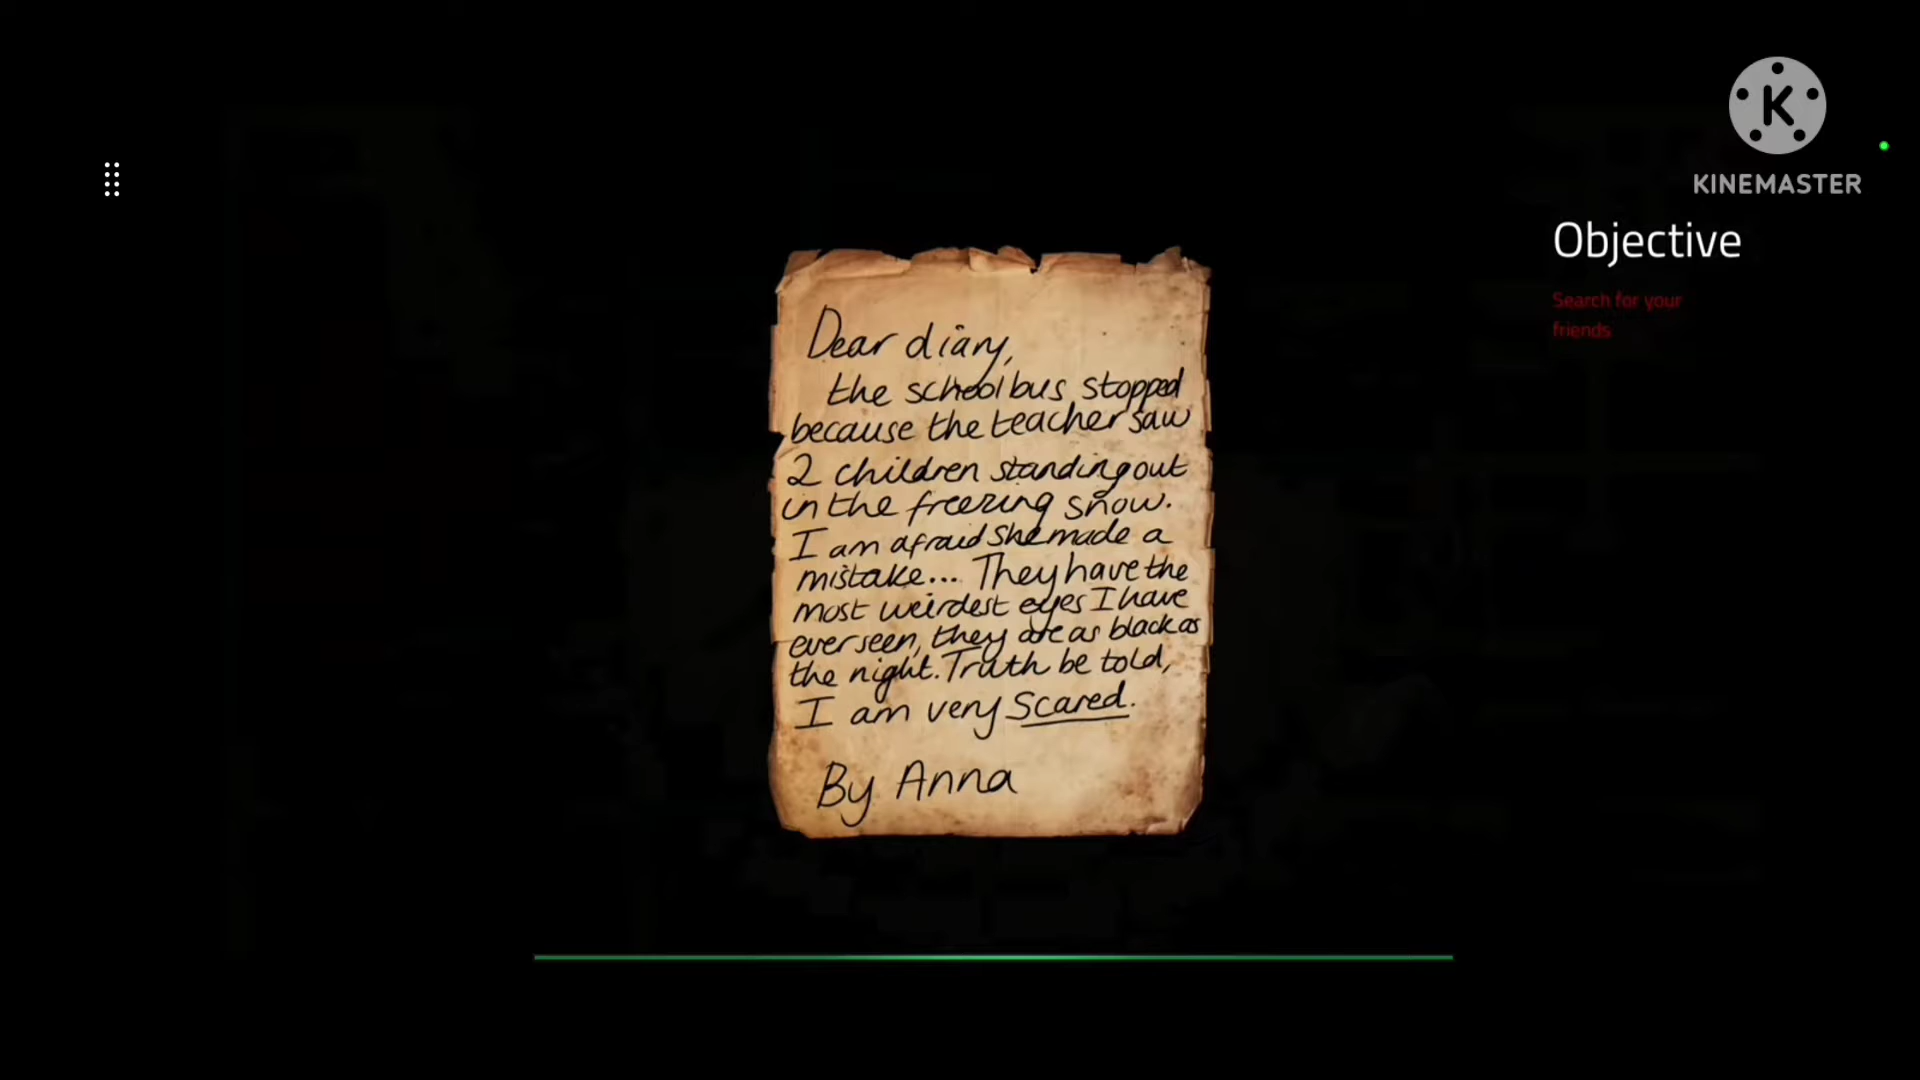 K
KINEMASTER
Objective
Search for your
friends
Dear diary,
the school bus stopped
because the teacher saw
2 children standing out
in the freezing snow.
I am afraid she made a
mistake... They have the
most weirdest eyes I have
ever seen, they are as black as
the night. Truth be told,
I am very Scared.
By Anna